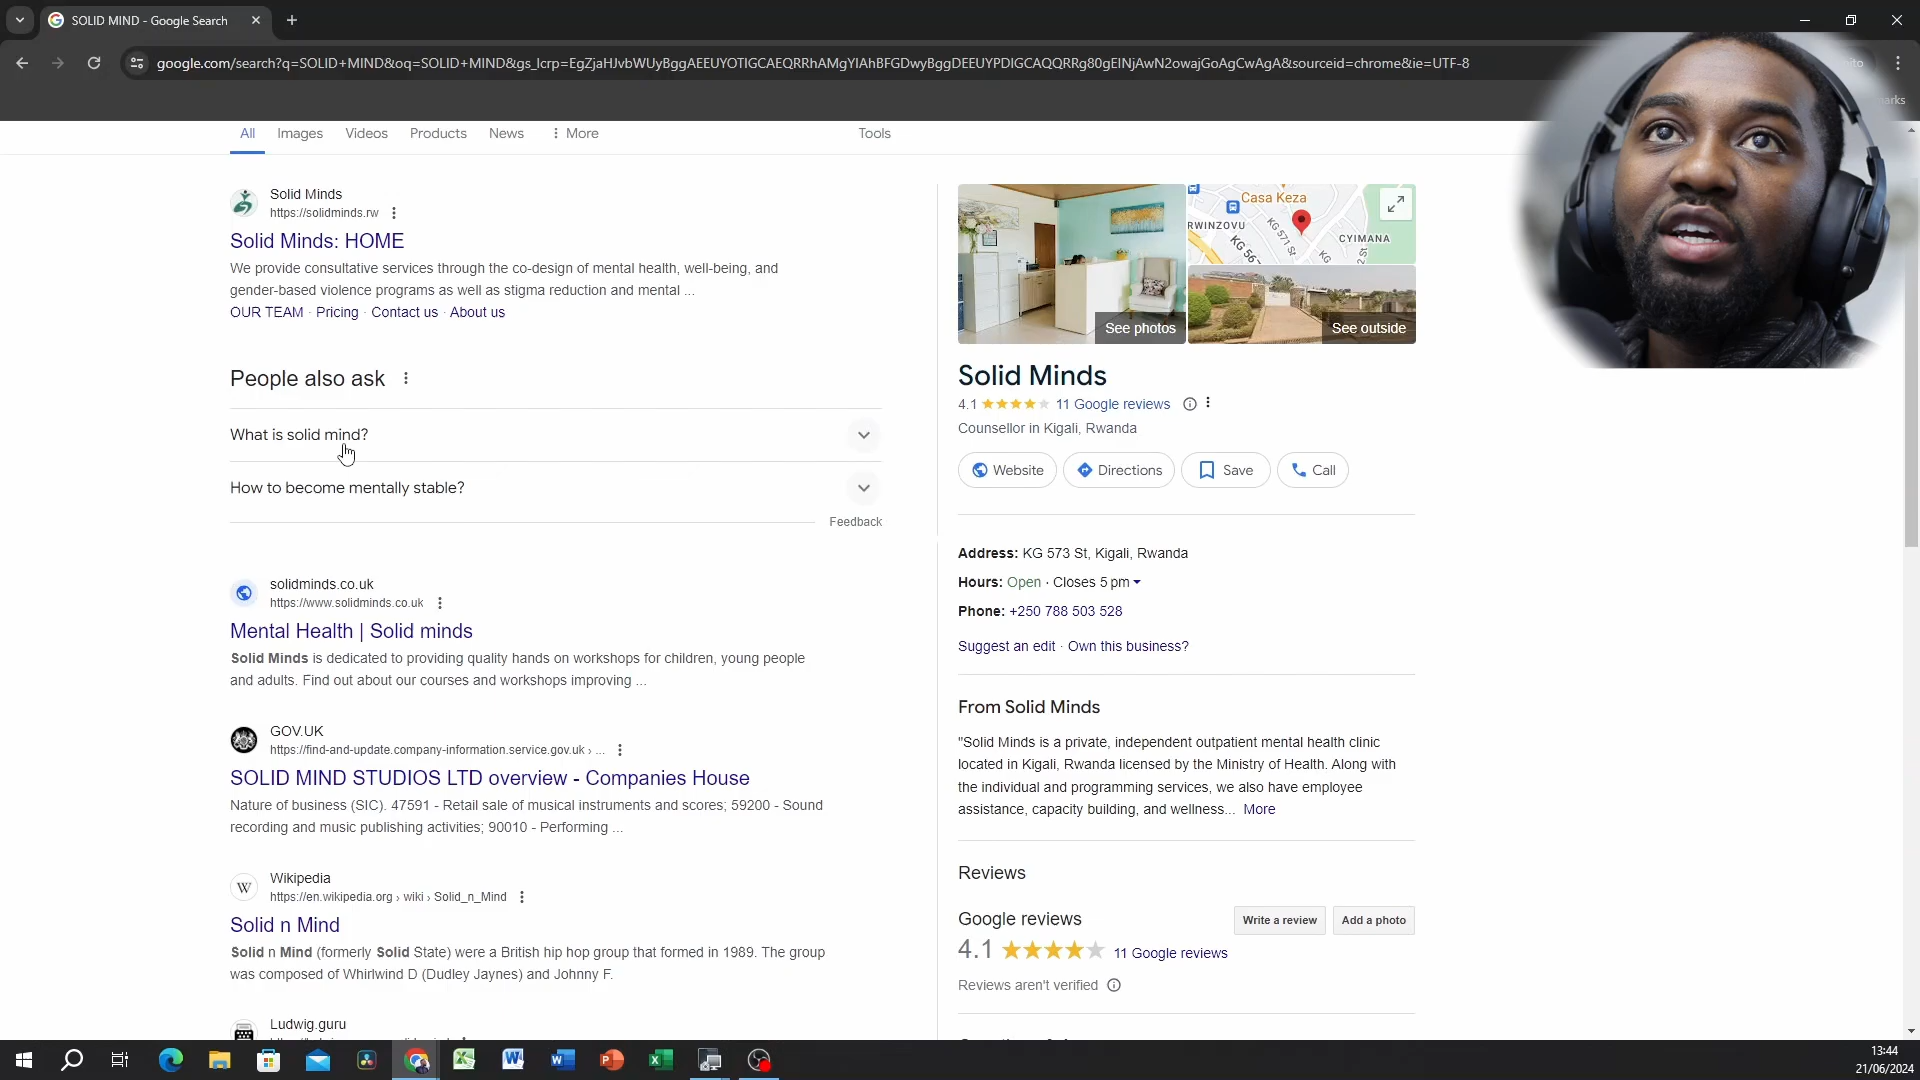 SOLID MIND - Google Search
google.com/search?q=SOLID+MIND&oq=SOLID+MIND&gs_lcrp=EgZjaHJvbWUyBggAEEUYOTIGCAEQRRhAMgYIAhBFGDwyBggDEEUYPDIGCAQQRRg80gEINjAwN2owajGoAgCwAgA&sourceid=chrome&ie=UTF-8
All
Images
Videos
Products
News
More
Tools
Solid Minds
https://solidminds.rw
Solid Minds: HOME
We provide consultative services through the co-design of mental health, well-being, and
gender-based violence programs as well as stigma reduction and mental ...
OUR TEAM · Pricing · Contact us · About us
People also ask
What is solid mind?
How to become mentally stable?
Feedback
solidminds.co.uk
https://www.solidminds.co.uk
Mental Health | Solid minds
Solid Minds is dedicated to providing quality hands on workshops for children, young people
and adults. Find out about our courses and workshops improving ...
GOV.UK
https://find-and-update.company-information.service.gov.uk › ...
SOLID MIND STUDIOS LTD overview - Companies House
Nature of business (SIC). 47591 - Retail sale of musical instruments and scores; 59200 - Sound
recording and music publishing activities; 90010 - Performing ...
W
Wikipedia
https://en.wikipedia.org › wiki › Solid_n_Mind
Solid n Mind
Solid n Mind (formerly Solid State) were a British hip hop group that formed in 1989. The group
was composed of Whirlwind D (Dudley Jaynes) and Johnny F.
Ludwig.guru
See photos
Casa Keza
RWINZOVU
KG 571 St
CYIMANA
KG 56
2 St
KG
See outside
Solid Minds
4.1
11 Google reviews
Counsellor in Kigali, Rwanda
Website
Directions
Save
Call
Address: KG 573 St, Kigali, Rwanda
Hours: Open · Closes 5 pm
Phone: +250 788 503 528
Suggest an edit · Own this business?
From Solid Minds
"Solid Minds is a private, independent outpatient mental health clinic
located in Kigali, Rwanda licensed by the Ministry of Health. Along with
the individual and programming services, we also have employee
assistance, capacity building, and wellness... More
Reviews
Google reviews
Write a review
Add a photo
4.1
11 Google reviews
Reviews aren't verified
13:44
21/06/2024